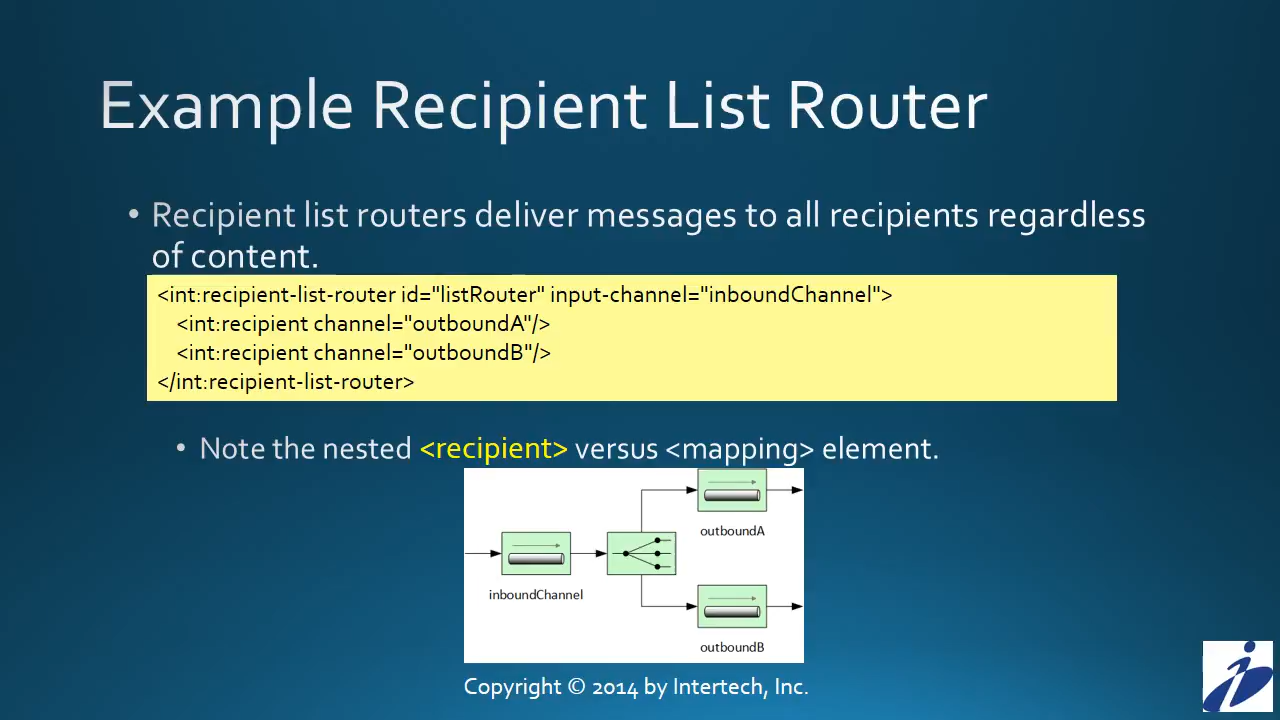 Example Recipient List Router
• Recipient list routers deliver messages to all recipients regardless
of content.
<int:recipient-list-router id="listRouter" input-channel="inboundChannel">
<int:recipient channel="outboundA"/>
<int:recipient channel="outboundB"/>
</int:recipient-list-router>
• Note the nested <recipient> versus <mapping> element.
outboundA
inboundChannel
outboundB
Copyright © 2014 by Intertech, Inc.